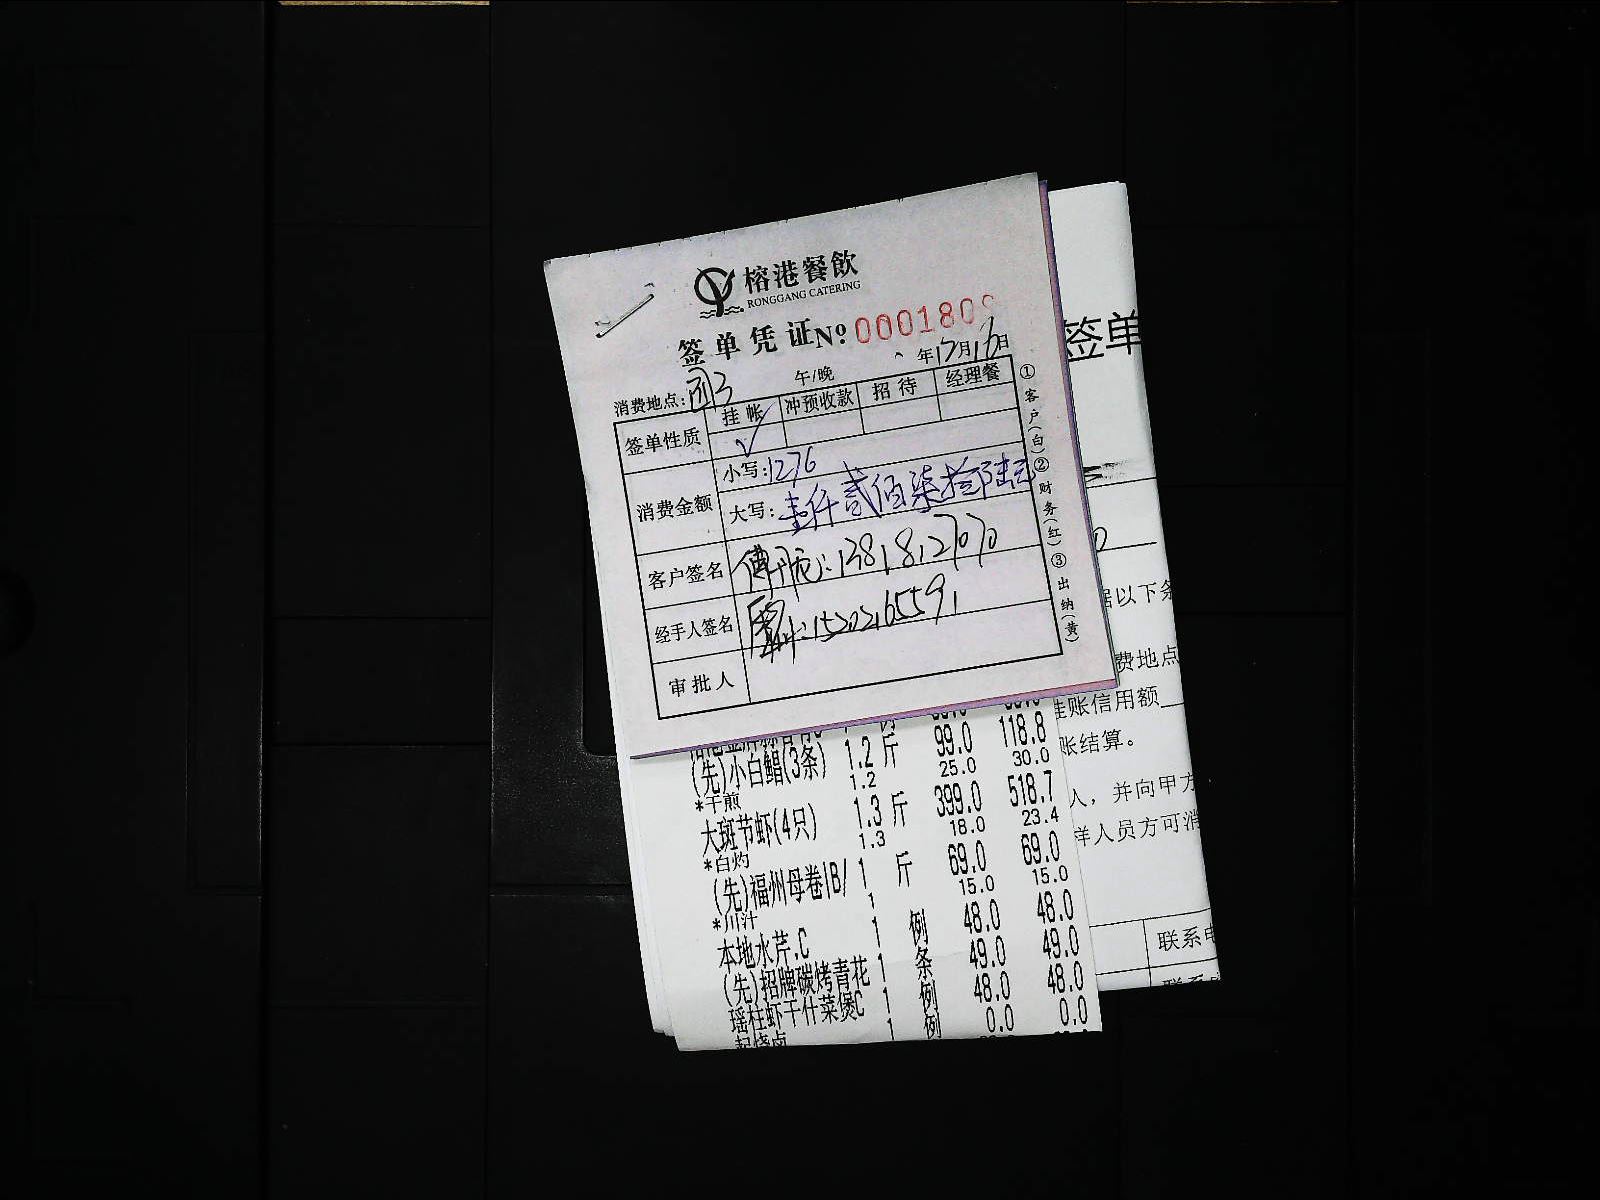 榕港餐飲
RONGGANG CATERING
签单凭证 No: 000180
年12月16日
消费地点: 午/晚
签单性质 挂帐 冲预收款 招待 经理餐
√
消费金额 小写:1276
大写:壹仟贰佰柒拾陆元
客户签名
经手人签名 :15202165591
审批人
①客户(白)②财务(红)③出纳(黄)
99.0 118.8
(先)小白鲳(3条) 1.2 斤 25.0 30.0
*干煎 1.2
大斑节虾(4只) 1.3 斤 399.0 518.7
*白灼 1.3 18.0 23.4
(先)福州母卷IB/ 1 斤 69.0 69.0
*川汁 1 15.0 15.0
本地水芹.C 1 例 48.0 48.0
(先)招牌碳烤青花 1 条 49.0 49.0
瑶柱虾干什菜煲C 1 例 48.0 48.0
1 例 0.0 0.0
签单
据以下条
费地点
挂账信用额
账结算。
人，并向甲方
样人员方可消
联系电
联系